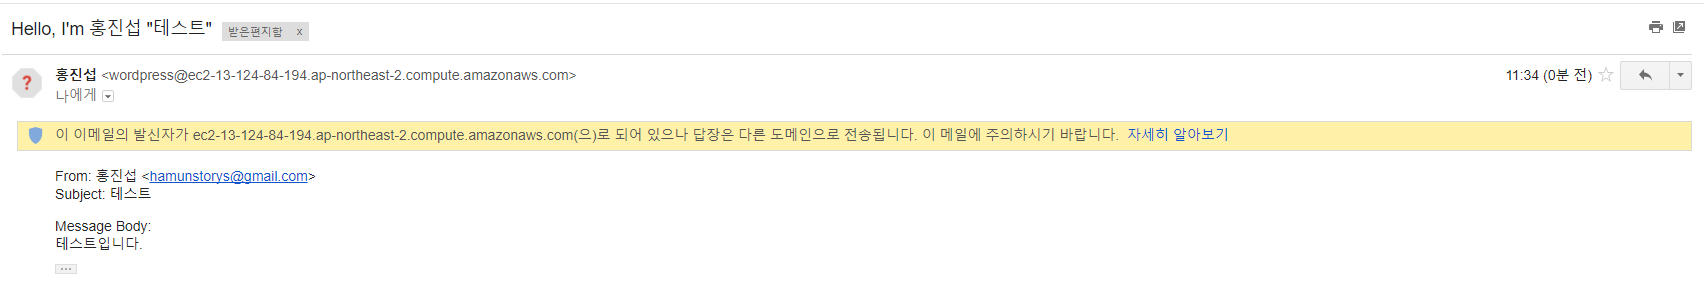 Hello, I'm 홍진섭 "테스트" 받은편지함 x
홍진섭 <wordpress@ec2-13-124-84-194.ap-northeast-2.compute.amazonaws.com> 11:34 (0분 전)
나에게
이 이메일의 발신자가 ec2-13-124-84-194.ap-northeast-2.compute.amazonaws.com(으)로 되어 있으나 답장은 다른 도메인으로 전송됩니다. 이 메일에 주의하시기 바랍니다. 자세히 알아보기
From: 홍진섭 <hamunstorys@gmail.com>
Subject: 테스트
Message Body:
테스트입니다.